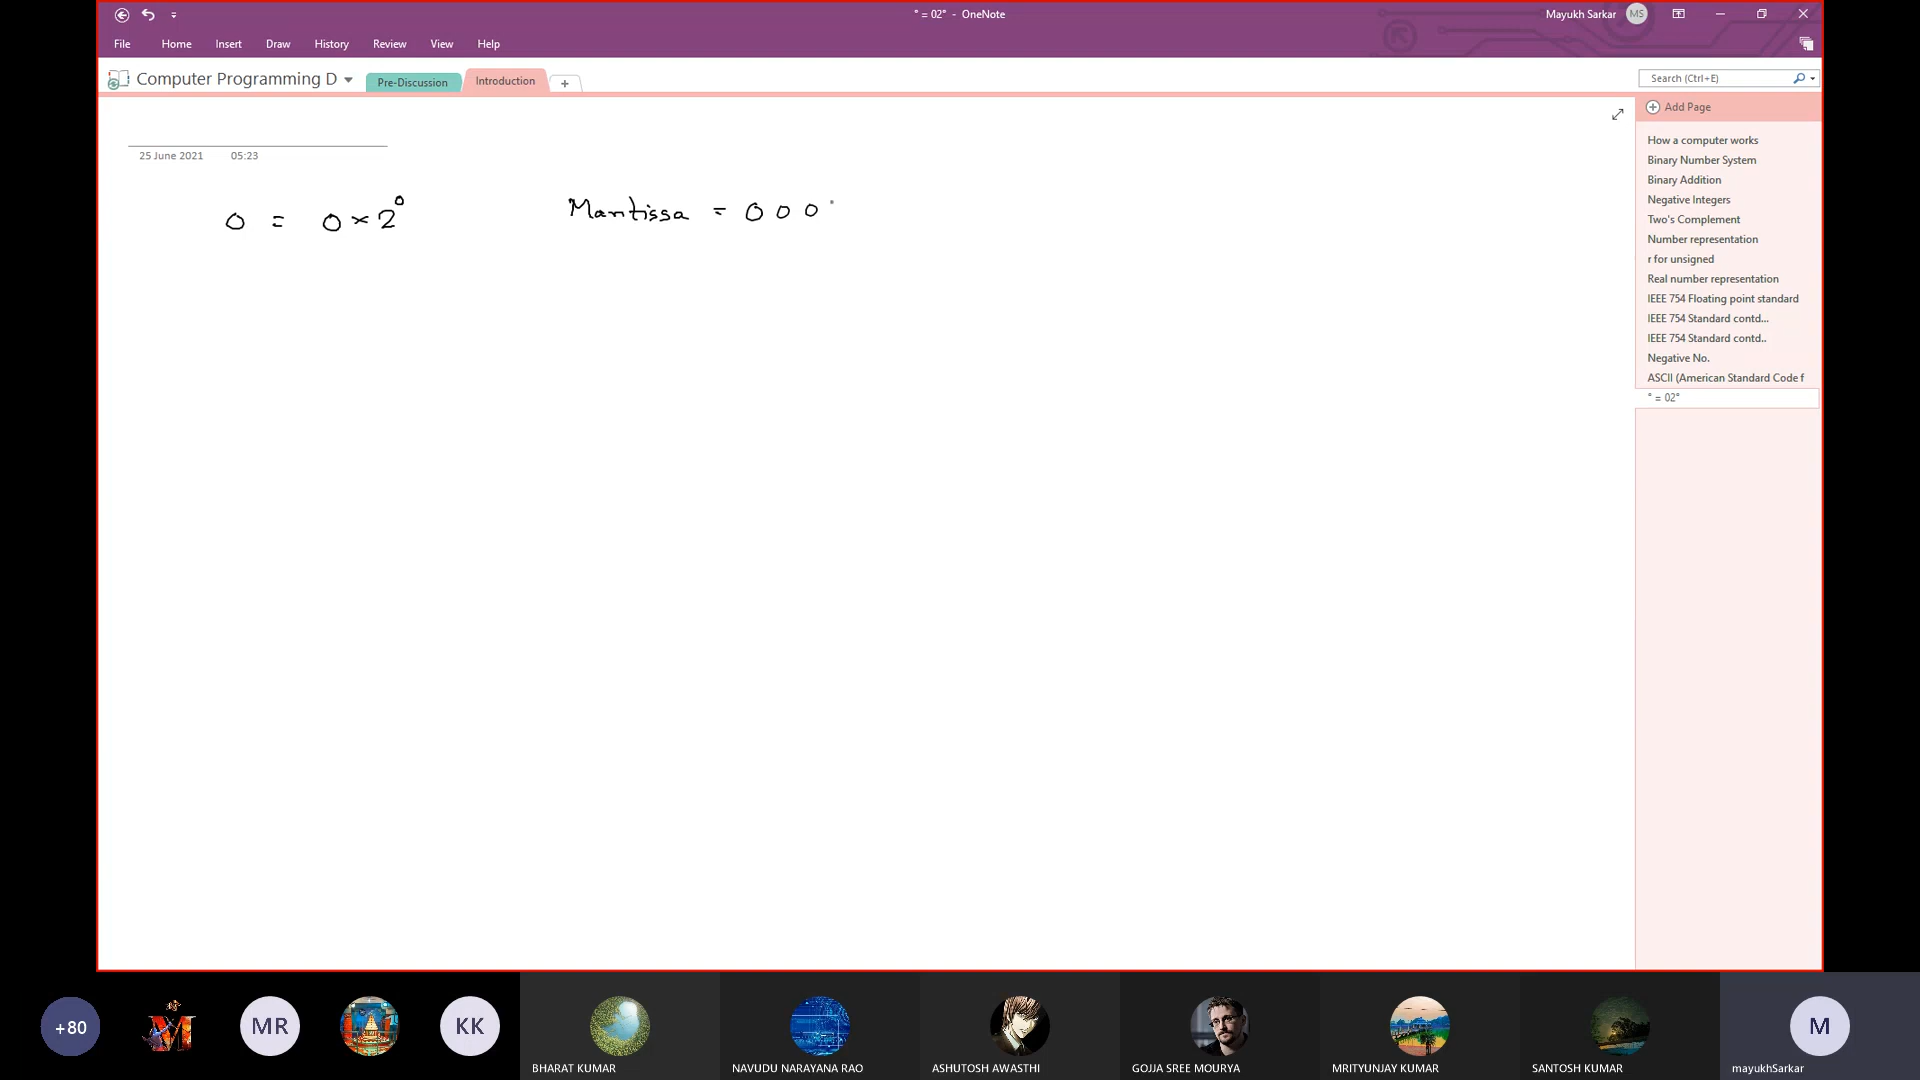 ° = 02° - OneNote
Mayukh Sarkar
MS
File Home Insert Draw History Review View Help
Computer Programming D
Pre-Discussion
Introduction
Search (Ctrl+E)
Add Page
25 June 2021 05:23
0 = 0 × 2⁰
Mantissa = 0 0 0
How a computer works
Binary Number System
Binary Addition
Negative Integers
Two's Complement
Number representation
r for unsigned
Real number representation
IEEE 754 Floating point standard
IEEE 754 Standard contd...
IEEE 754 Standard contd..
Negative No.
ASCII (American Standard Code f
° = 02°
+80
M
MR
KK
BHARAT KUMAR
NAVUDU NARAYANA RAO
ASHUTOSH AWASTHI
GOJJA SREE MOURYA
MRITYUNJAY KUMAR
SANTOSH KUMAR
M
mayukhSarkar